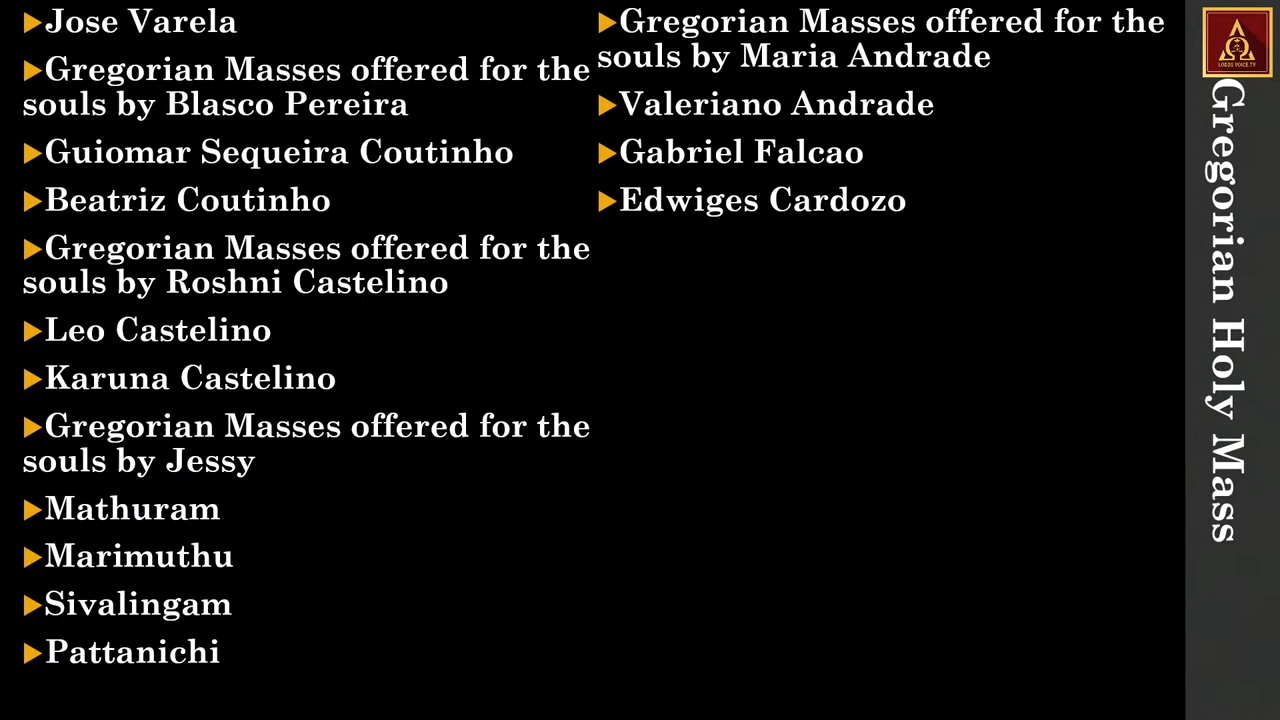 Jose Varela
Gregorian Masses offered for the
souls by Blasco Pereira
Guiomar Sequeira Coutinho
Beatriz Coutinho
Gregorian Masses offered for the
souls by Roshni Castelino
Leo Castelino
Karuna Castelino
Gregorian Masses offered for the
souls by Jessy
Mathuram
Marimuthu
Sivalingam
Pattanichi
Gregorian Masses offered for the
souls by Maria Andrade
Valeriano Andrade
Gabriel Falcao
Edwiges Cardozo
LOGOS VOICE.TV
Gregorian Holy Mass